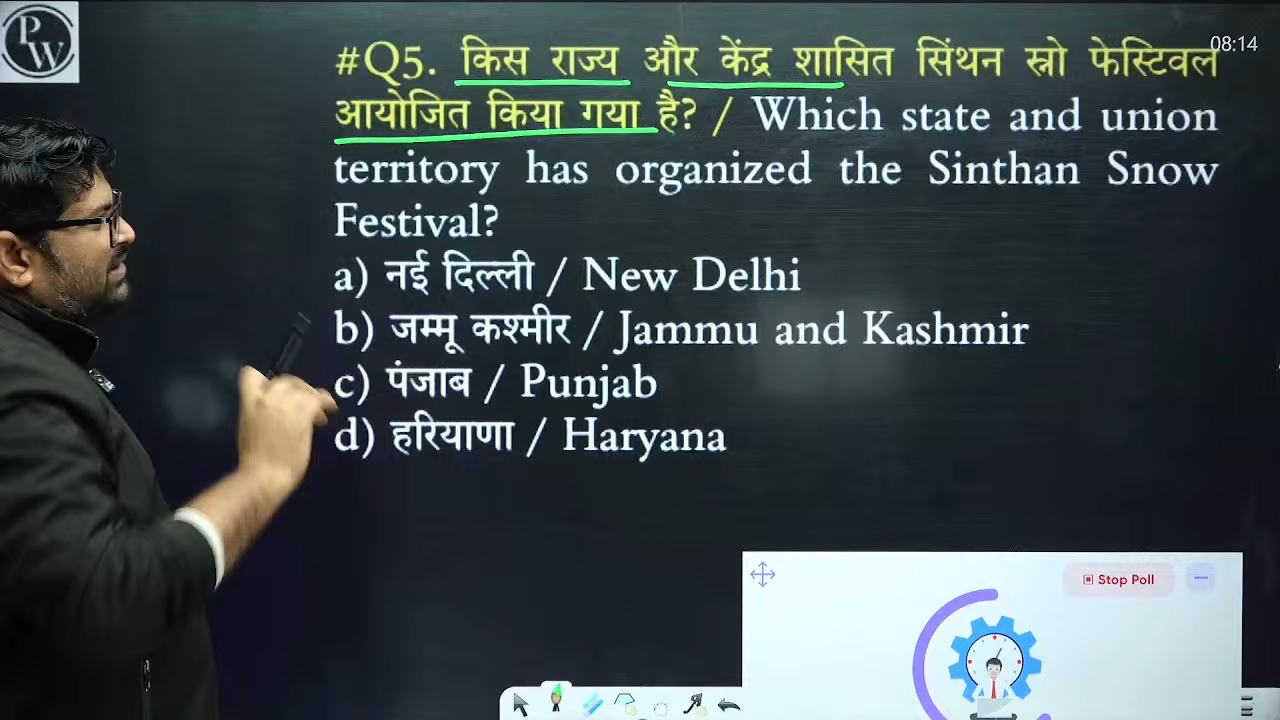 PW
08:14
#Q5. किस राज्य और केंद्र शासित सिंथन स्नो फेस्टिवल
आयोजित किया गया है? / Which state and union
territory has organized the Sinthan Snow
Festival?
a) नई दिल्ली / New Delhi
b) जम्मू कश्मीर / Jammu and Kashmir
c) पंजाब / Punjab
d) हरियाणा / Haryana
Stop Poll